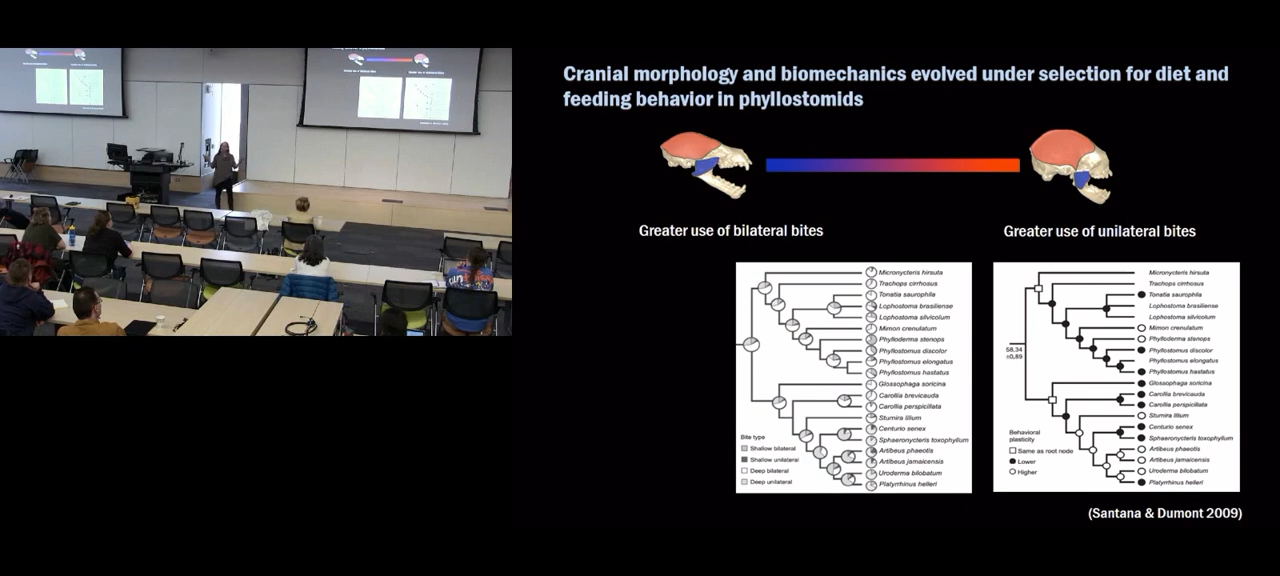 Cranial morphology and biomechanics evolved under selection for diet and
feeding behavior in phyllostomids
Greater use of bilateral bites
Greater use of unilateral bites
Micronycteris hirsuta
Trachops cirrhosus
Tonatia saurophila
Lophostoma brasiliense
Lophostoma silvicolum
Mimon crenulatum
Phylloderma stenops
Phyllostomus discolor
Phyllostomus elongatus
Phyllostomus hastatus
Glossophaga soricina
Carollia brevicauda
Carollia perspicillata
Sturnira lilium
Centurio senex
Sphaeronycteris toxophyllum
Artibeus phaeotis
Artibeus jamaicensis
Uroderma bilobatum
Platyrrhinus helleri
Bite type
Shallow bilateral
Shallow unilateral
Deep bilateral
Deep unilateral
Micronycteris hirsuta
Trachops cirrhosus
Tonatia saurophila
Lophostoma brasiliense
Lophostoma silvicolum
Mimon crenulatum
Phylloderma stenops
Phyllostomus discolor
Phyllostomus elongatus
Phyllostomus hastatus
Glossophaga soricina
Carollia brevicauda
Carollia perspicillata
Sturnira lilium
Centurio senex
Sphaeronycteris toxophyllum
Artibeus phaeotis
Artibeus jamaicensis
Uroderma bilobatum
Platyrrhinus helleri
58,34
±0,69
Behavioral
plasticity
Same as root node
Lower
Higher
(Santana & Dumont 2009)